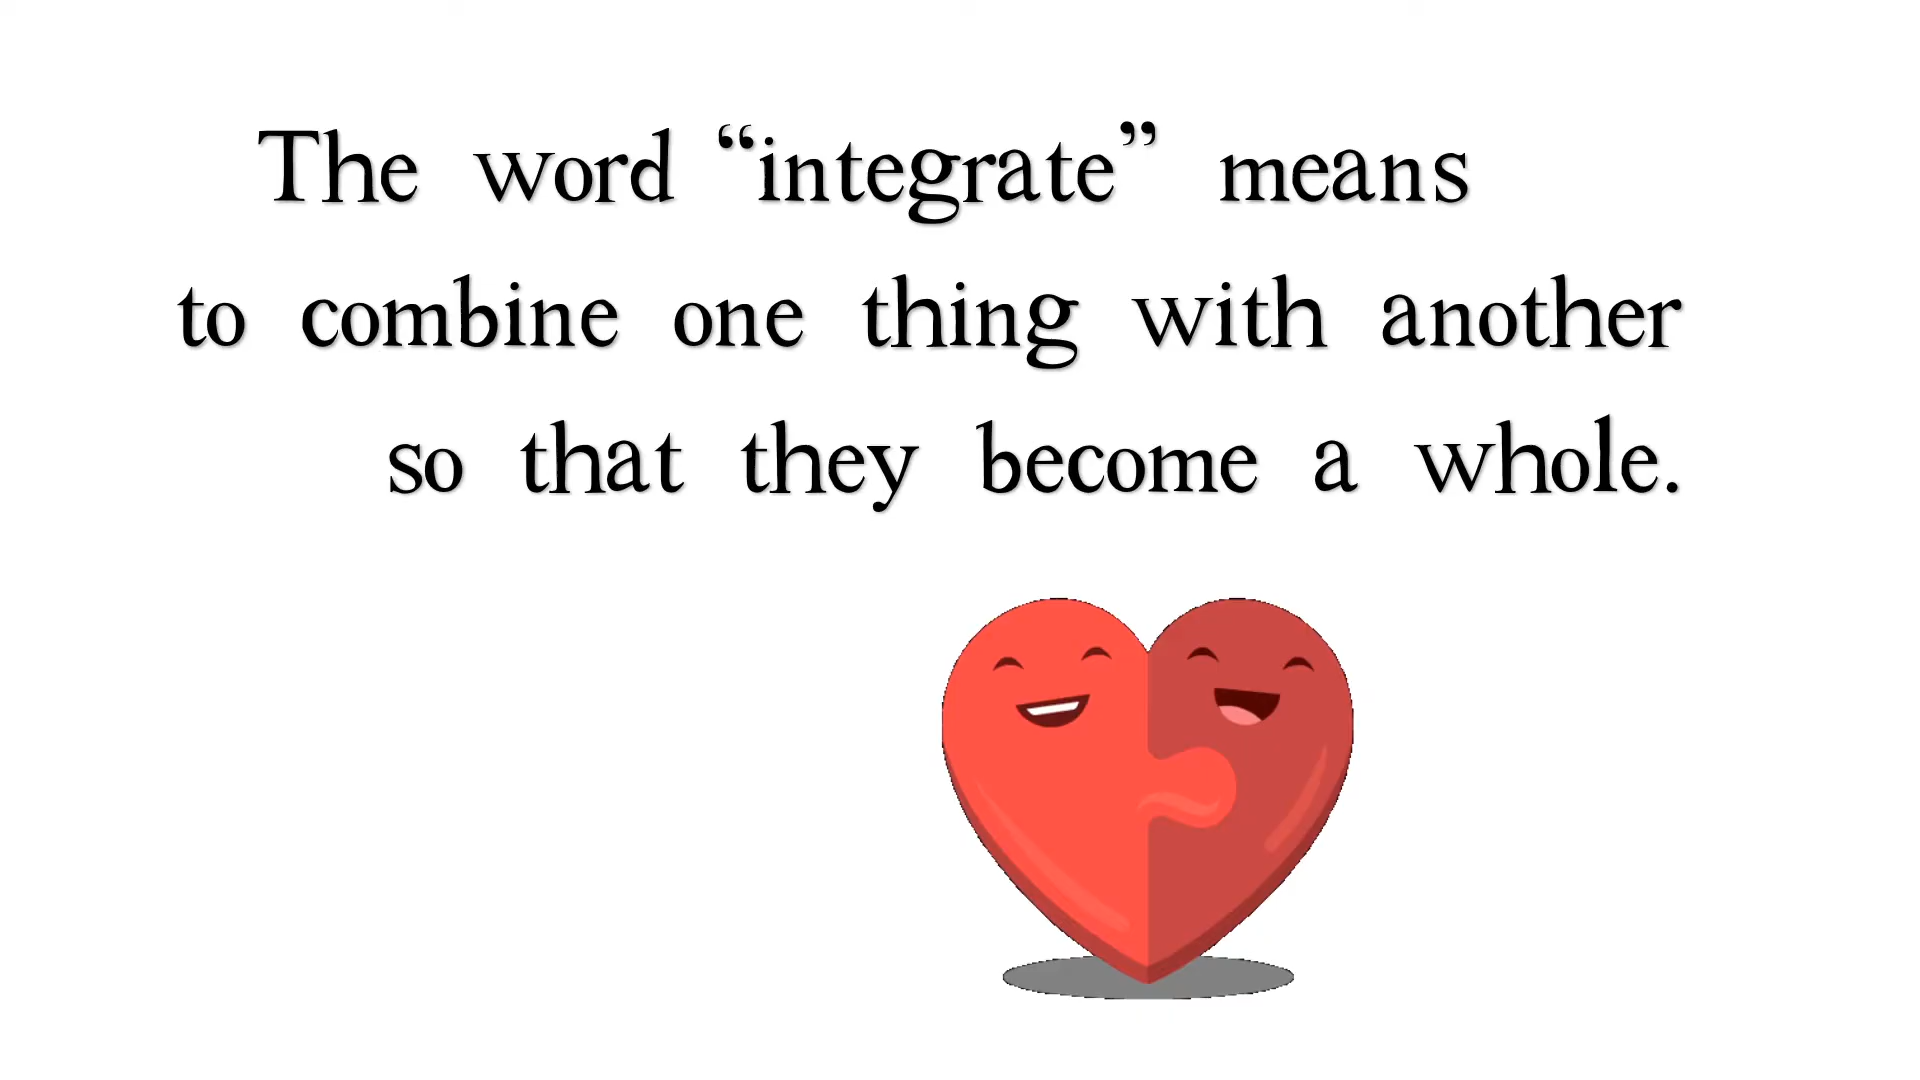 The word “integrate” means
to combine one thing with another
so that they become a whole.